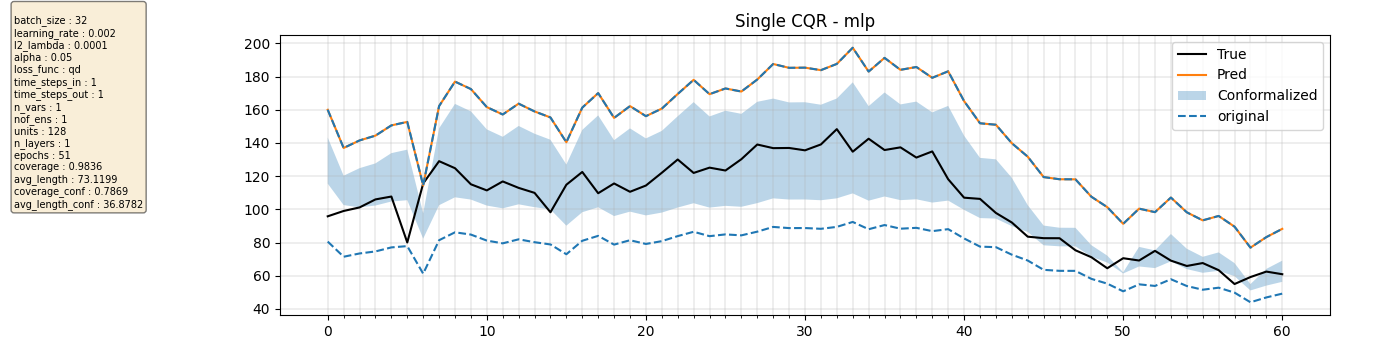 batch_size : 32
learning_rate : 0.002
l2_lambda : 0.0001
alpha : 0.05
loss_func : qd
time_steps_in : 1
time_steps_out : 1
n_vars : 1
nof_ens : 1
units : 128
n_layers : 1
epochs : 51
coverage : 0.9836
avg_length : 73.1199
coverage_conf : 0.7869
avg_length_conf : 36.8782
Single CQR - mlp
200
180
160
140
120
100
80
60
40
True
Pred
Conformalized
original
0 10 20 30 40 50 60